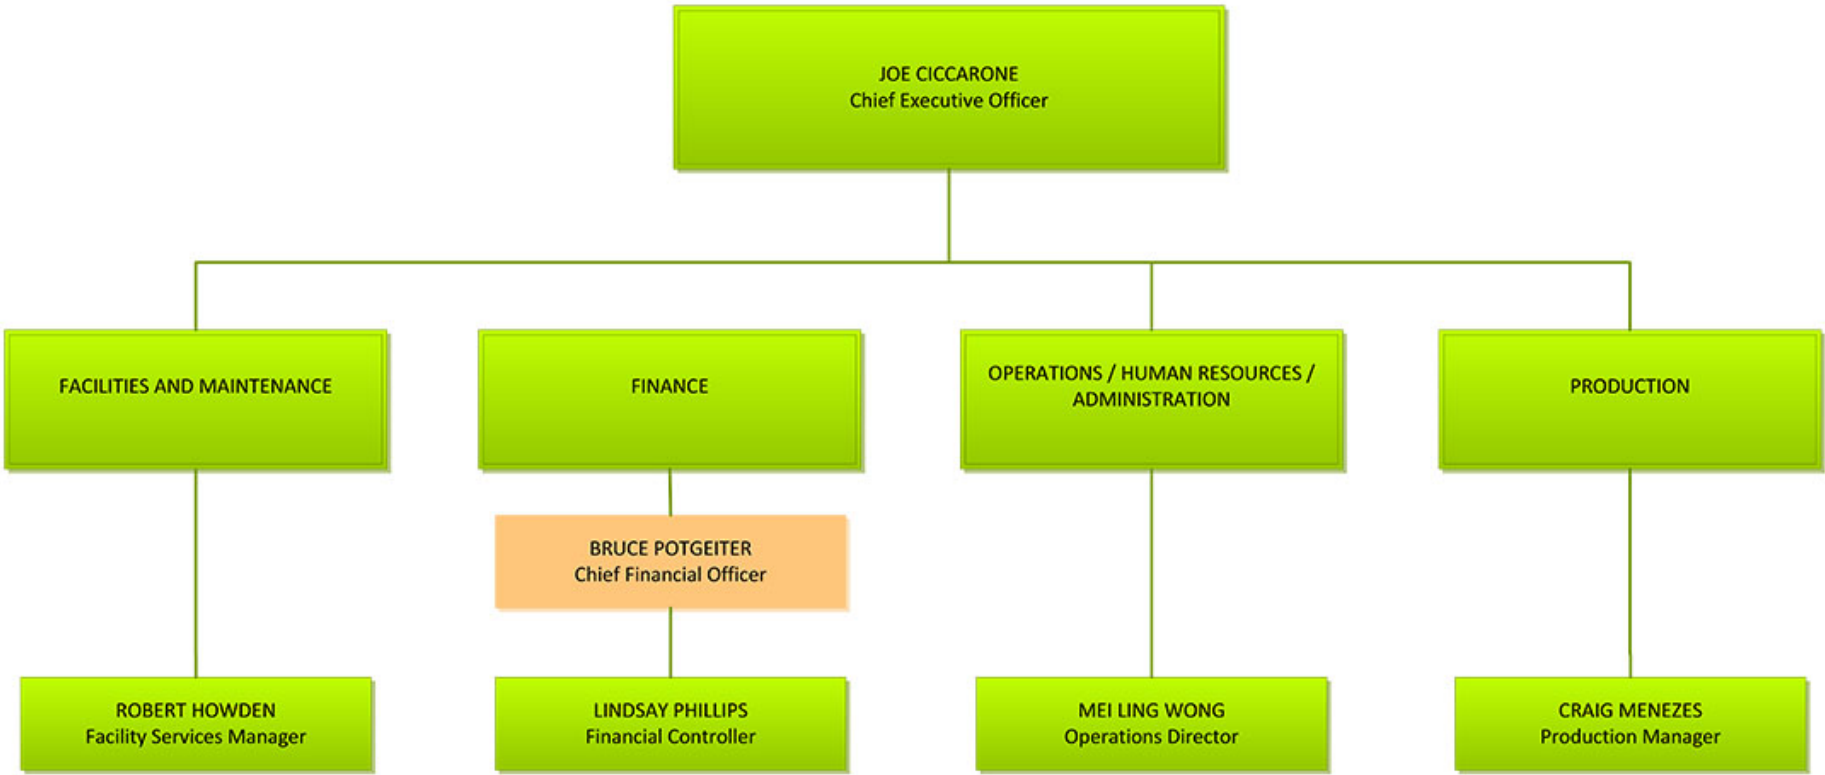 JOE CICCARONE
Chief Executive Officer
FACILITIES AND MAINTENANCE
FINANCE
OPERATIONS / HUMAN RESOURCES /
ADMINISTRATION
PRODUCTION
BRUCE POTGEITER
Chief Financial Officer
ROBERT HOWDEN
Facility Services Manager
LINDSAY PHILLIPS
Financial Controller
MEI LING WONG
Operations Director
CRAIG MENEZES
Production Manager